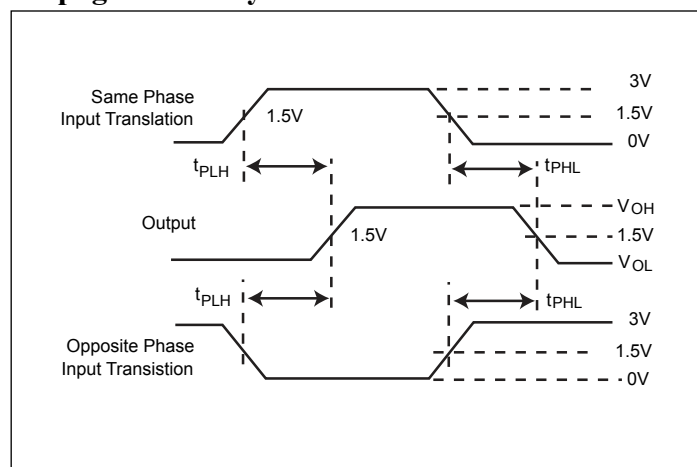 3V
Same Phase
Input Translation
1.5V
1.5V
0V
tPLH
tPHL
VOH
Output
1.5V
1.5V
VOL
tPLH
tPHL
3V
Opposite Phase
Input Transistion
1.5V
0V